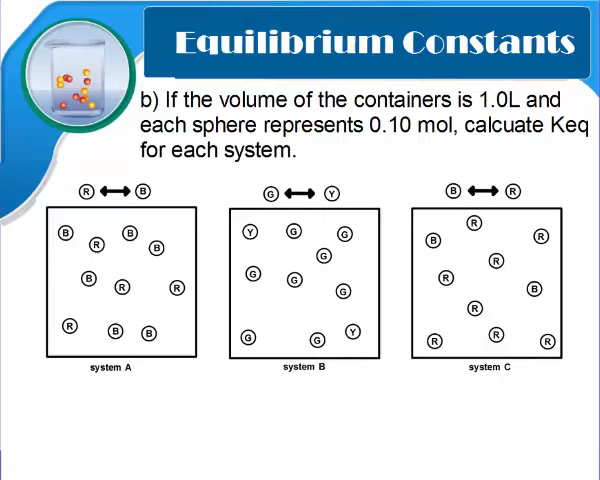 Equilibrium Constants
b) If the volume of the containers is 1.0L and
each sphere represents 0.10 mol, calcuate Keq
for each system.
R B G Y B R
B R B B B R R R B B
Y G G G G G G G G Y
R B R R R B R R R R
system A system B system C